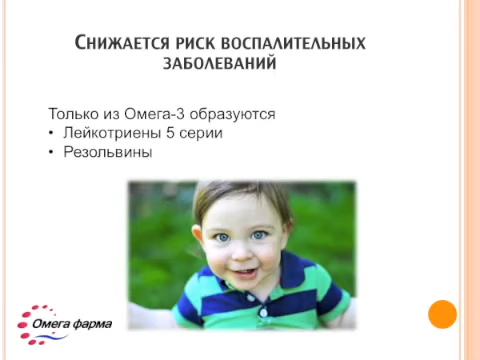 Снижается риск воспалительных
заболеваний
Только из Омега-3 образуются
• Лейкотриены 5 серии
• Резольвины
Омега фарма